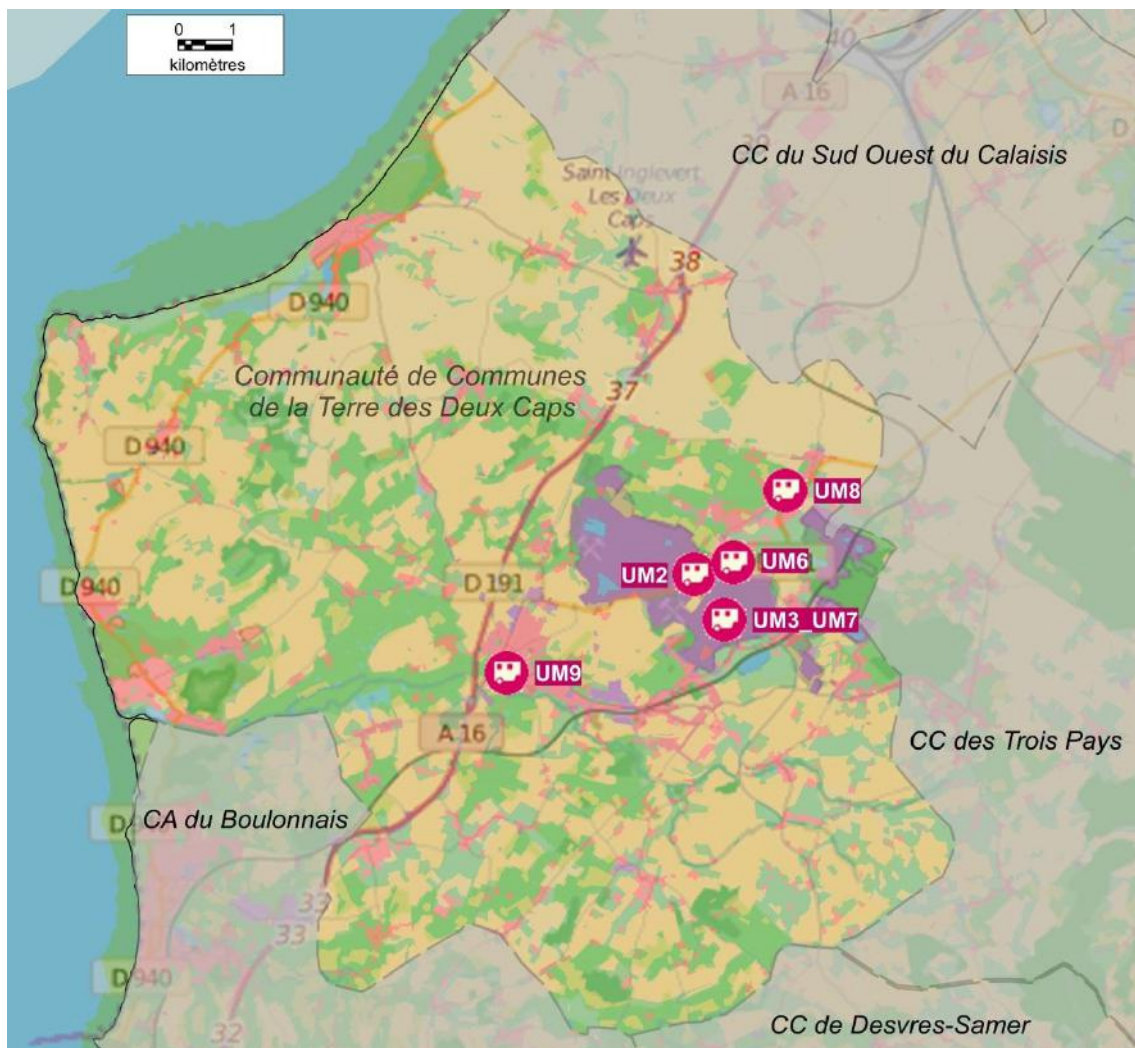 0 1
kilomètres
40
A 16
39
D
CC du Sud Ouest du Calaisis
Saint Inglevert
Les Deux
Caps
38
D 940
Communauté de Communes
de la Terre des Deux Caps
37
D 940
UM8
UM2
UM6
D 940
D 191
UM3_UM7
UM9
A 16
CC des Trois Pays
CA du Boulonnais
D
33
33
D 940
32
CC de Desvres-Samer